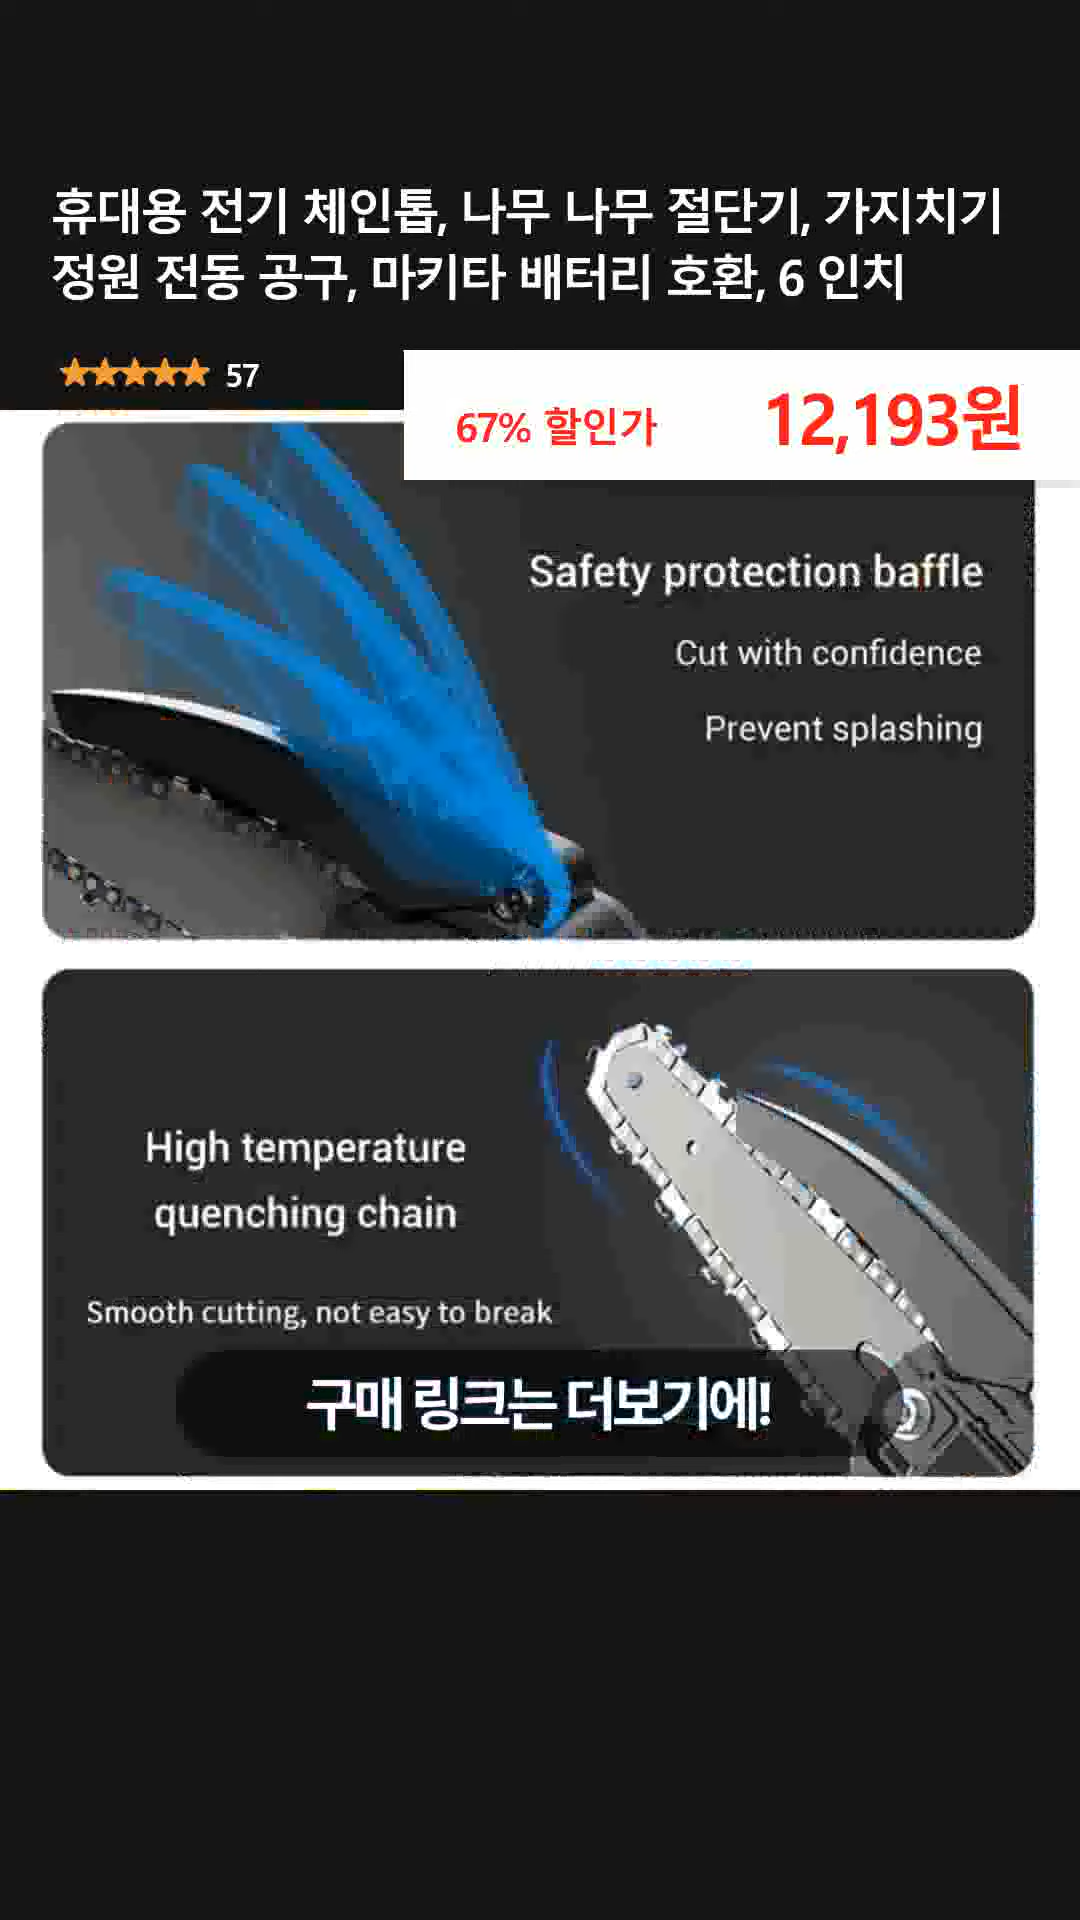 휴대용 전기 체인톱, 나무 나무 절단기, 가지치기
정원 전동 공구, 마키타 배터리 호환, 6 인치
57
67% 할인가 12,193원
Safety protection baffle
Cut with confidence
Prevent splashing
High temperature
quenching chain
Smooth cutting, not easy to break
구매 링크는 더보기에!